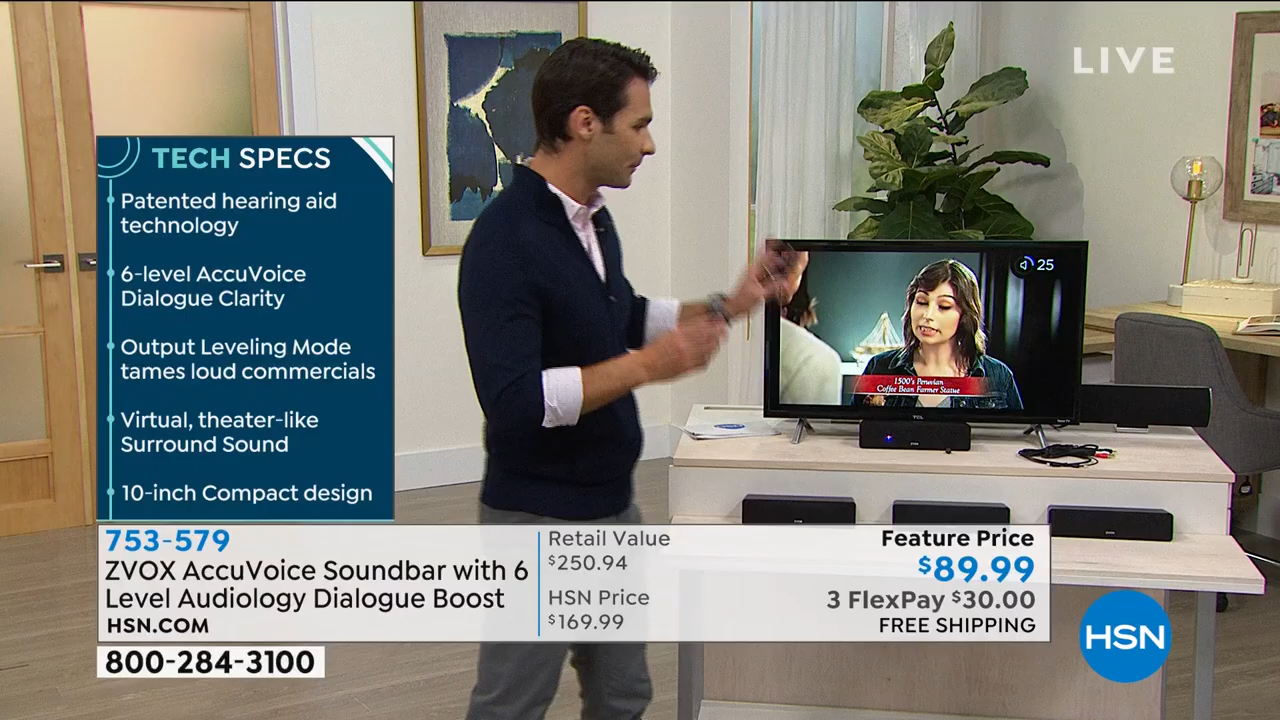 LIVE
TECH SPECS
Patented hearing aid
technology
6-level AccuVoice
Dialogue Clarity
Output Leveling Mode
tames loud commercials
Virtual, theater-like
Surround Sound
10-inch Compact design
25
1500's Peruvian
Coffee Bean Farmer Statue
TCL
753-579
ZVOX AccuVoice Soundbar with 6
Level Audiology Dialogue Boost
HSN.COM
Retail Value
$250.94
HSN Price
$169.99
Feature Price
$89.99
3 FlexPay $30.00
FREE SHIPPING
HSN
800-284-3100